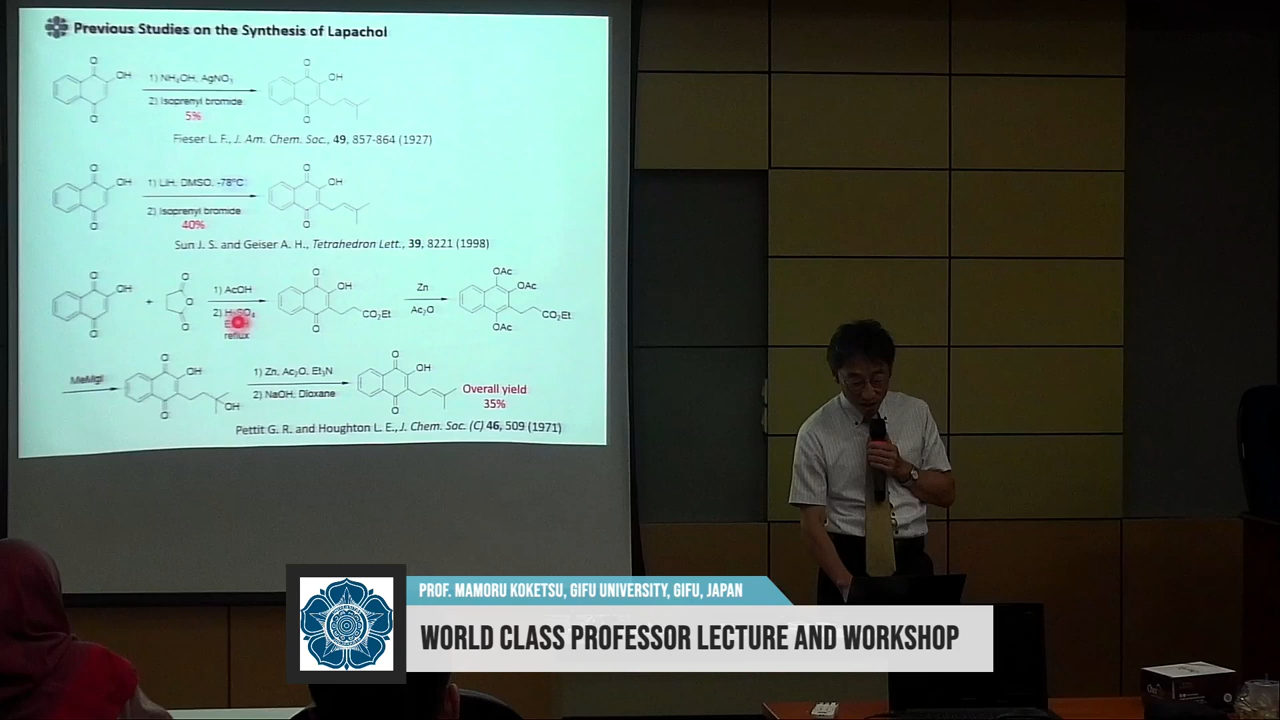 Previous Studies on the Synthesis of Lapachol
O
OH
O
1) NH₄OH, AgNO₃
2) Isoprenyl bromide
5%
O
OH
O
Fieser L. F., J. Am. Chem. Soc., 49, 857-864 (1927)
O
OH
O
1) LiH, DMSO, -78°C
2) Isoprenyl bromide
40%
O
OH
O
Sun J. S. and Geiser A. H., Tetrahedron Lett., 39, 8221 (1998)
O
OH
O
+
O
O
O
1) AcOH
2) H₂SO₄
reflux
O
OH
CO₂Et
O
Zn
Ac₂O
OAc
OAc
CO₂Et
OAc
MeMgI
O
OH
OH
O
1) Zn, Ac₂O, Et₃N
2) NaOH, Dioxane
O
OH
O
Overall yield
35%
Pettit G. R. and Houghton L. E., J. Chem. Soc. (C) 46, 509 (1971)
PROF. MAMORU KOKETSU, GIFU UNIVERSITY, GIFU, JAPAN
WORLD CLASS PROFESSOR LECTURE AND WORKSHOP